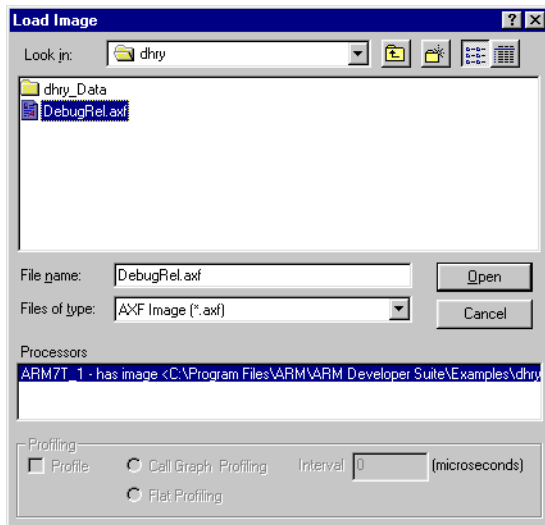 Load Image
Look in: dhry
dhry_Data
DebugRel.axf
File name: DebugRel.axf Open
Files of type: AXF Image (*.axf) Cancel
Processors
ARM7T_1 - has image <C:\Program Files\ARM\ARM Developer Suite\Examples\dhry
Profiling
Profile Call Graph Profiling Interval 0 (microseconds)
Flat Profiling